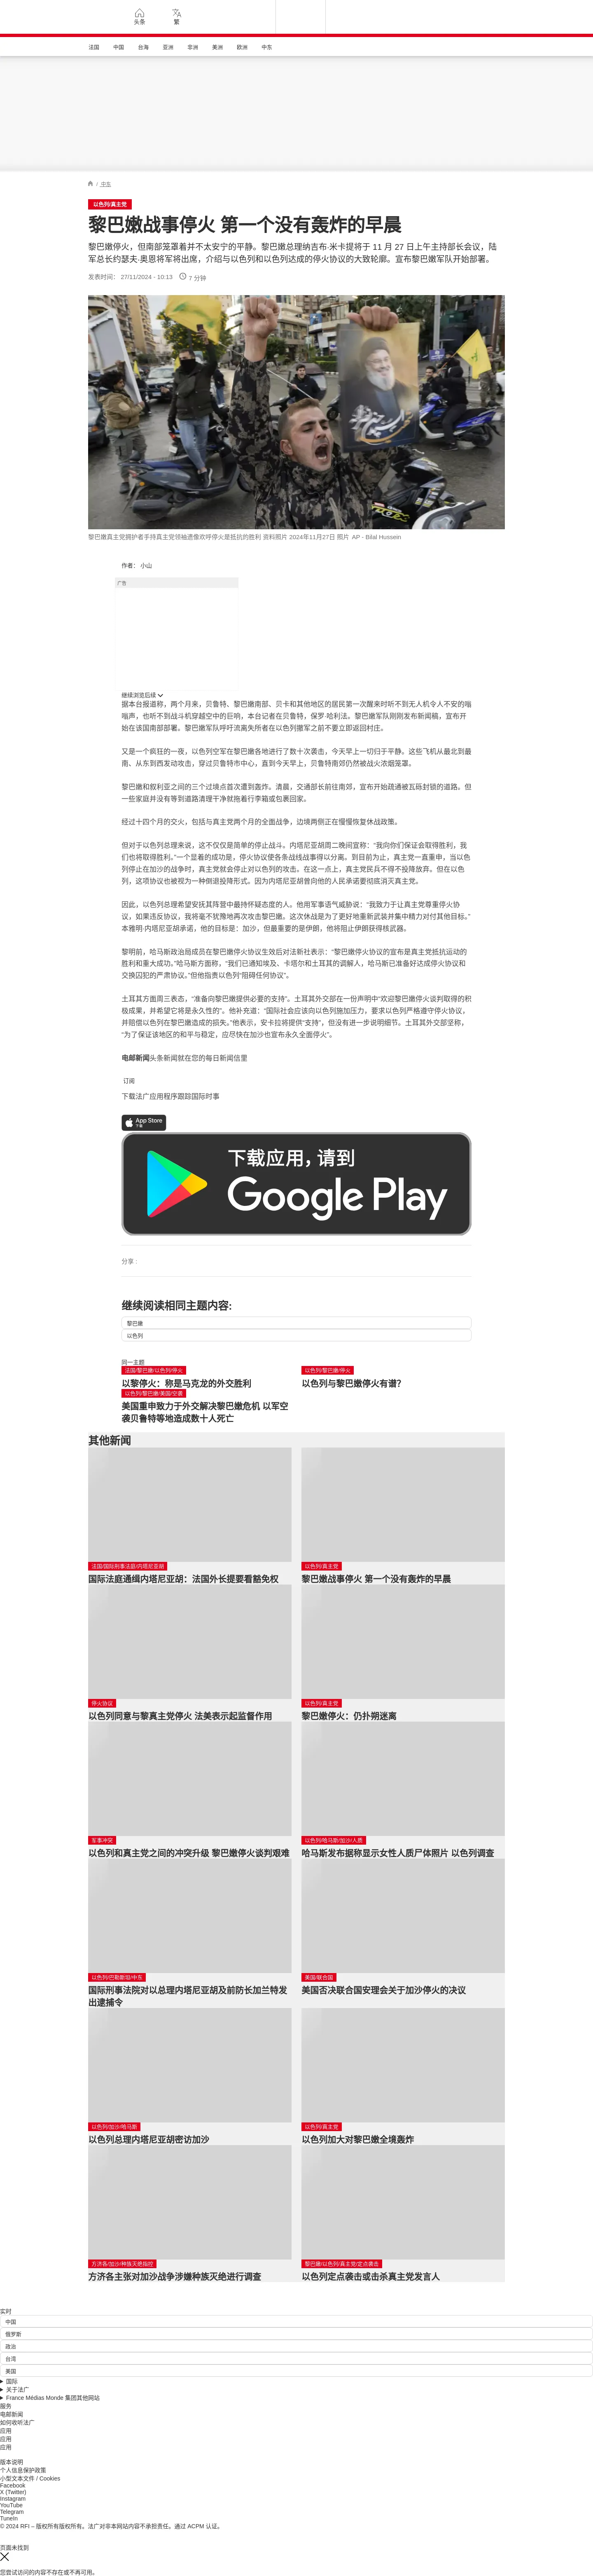 头条
繁
法国 中国 台海 亚洲 非洲 美洲 欧洲 中东
/ 中东
以色列/真主党
黎巴嫩战事停火 第一个没有轰炸的早晨
黎巴嫩停火，但南部笼罩着并不太安宁的平静。黎巴嫩总理纳吉布·米卡提将于 11 月 27 日上午主持部长会议，陆
军总长约瑟夫·奥恩将军将出席，介绍与以色列和以色列达成的停火协议的大致轮廓。宣布黎巴嫩军队开始部署。
发表时间： 27/11/2024 - 10:13 7 分钟
黎巴嫩真主党拥护者手持真主党领袖遗像欢呼停火是抵抗的胜利 资料照片 2024年11月27日 照片 AP - Bilal Hussein
作者： 小山
广告
继续浏览后续
据本台报道称，两个月来，贝鲁特、黎巴嫩南部、贝卡和其他地区的居民第一次醒来时听不到无人机令人不安的嗡
嗡声，也听不到战斗机穿越空中的巨响，本台记者在贝鲁特，保罗·哈利法。黎巴嫩军队刚刚发布新闻稿，宣布开
始在该国南部部署。黎巴嫩军队呼吁流离失所者在以色列撤军之前不要立即返回村庄。
又是一个疯狂的一夜，以色列空军在黎巴嫩各地进行了数十次袭击，今天早上一切归于平静。这些飞机从最北到最
南、从东到西发动攻击，穿过贝鲁特市中心，直到今天早上，贝鲁特南郊仍然被战火浓烟笼罩。
黎巴嫩和叙利亚之间的三个过境点首次遭到轰炸。清晨，交通部长前往南郊，宣布开始疏通被瓦砾封锁的道路。但
一些家庭并没有等到道路清理干净就拖着行李箱或包裹回家。
经过十四个月的交火，包括与真主党两个月的全面战争，边境两侧正在慢慢恢复休战政策。
但对于以色列总理来说，这不仅仅是简单的停止战斗。内塔尼亚胡周二晚间宣称：“我向你们保证会取得胜利，我
们也将取得胜利。”一个显着的成功是，停火协议使各条战线战事得以分离。到目前为止，真主党一直重申，当以色
列停止在加沙的战争时，真主党就会停止对以色列的攻击。在这一点上，真主党民兵不得不投降放弃。但在以色
列，这项协议也被视为一种倒退投降形式。因为内塔尼亚胡曾向他的人民承诺要彻底消灭真主党。
因此，以色列总理希望安抚其阵营中最持怀疑态度的人。他用军事语气威胁说：“我致力于让真主党尊重停火协
议，如果违反协议，我将毫不犹豫地再次攻击黎巴嫩。这次休战是为了更好地重新武装并集中精力对付其他目标。”
本雅明·内塔尼亚胡承诺，他的目标是：加沙，但最重要的是伊朗，他将阻止伊朗获得核武器。
黎明前，哈马斯政治局成员在黎巴嫩停火协议生效后对法新社表示：“黎巴嫩停火协议的宣布是真主党抵抗运动的
胜利和重大成功。”哈马斯方面称，“我们已通知埃及、卡塔尔和土耳其的调解人，哈马斯已准备好达成停火协议和
交换囚犯的严肃协议。”但他指责以色列“阻碍任何协议”。
土耳其方面周三表态，“准备向黎巴嫩提供必要的支持”。土耳其外交部在一份声明中“欢迎黎巴嫩停火谈判取得的积
极成果，并希望它将是永久性的”。他补充道：“国际社会应该向以色列施加压力，要求以色列严格遵守停火协议，
并赔偿以色列在黎巴嫩造成的损失。”他表示，安卡拉将提供“支持”，但没有进一步说明细节。土耳其外交部坚称，
“为了保证该地区的和平与稳定，应尽快在加沙也宣布永久全面停火”。
电邮新闻头条新闻就在您的每日新闻信里
订阅
下载法广应用程序跟踪国际时事
App Store
下载
下载应用，请到
Google Play
分享 :
继续阅读相同主题内容:
黎巴嫩
以色列
同一主题
法国/黎巴嫩/以色列/停火
以黎停火：称是马克龙的外交胜利
以色列/黎巴嫩/停火
以色列与黎巴嫩停火有谱?
以色列/黎巴嫩/美国/空袭
美国重申致力于外交解决黎巴嫩危机 以军空
袭贝鲁特等地造成数十人死亡
其他新闻
法国/国际刑事法庭/内塔尼亚胡
国际法庭通缉内塔尼亚胡：法国外长提要看豁免权
以色列/真主党
黎巴嫩战事停火 第一个没有轰炸的早晨
停火协议
以色列同意与黎真主党停火 法美表示起监督作用
以色列/真主党
黎巴嫩停火：仍扑朔迷离
军事冲突
以色列和真主党之间的冲突升级 黎巴嫩停火谈判艰难
以色列/哈马斯/加沙/人质
哈马斯发布据称显示女性人质尸体照片 以色列调查
以色列/巴勒斯坦/中东
国际刑事法院对以总理内塔尼亚胡及前防长加兰特发
出逮捕令
美国/联合国
美国否决联合国安理会关于加沙停火的决议
以色列/加沙/哈马斯
以色列总理内塔尼亚胡密访加沙
以色列/真主党
以色列加大对黎巴嫩全境轰炸
方济各/加沙/种族灭绝指控
方济各主张对加沙战争涉嫌种族灭绝进行调查
黎巴嫩/以色列/真主党/定点袭击
以色列定点袭击或击杀真主党发言人
实时
中国
俄罗斯
政治
台湾
美国
国际
关于法广
France Médias Monde 集团其他网站
服务
电邮新闻
如何收听法广
应用
应用
应用
版本说明
个人信息保护政策
小型文本文件 / Cookies
Facebook
X (Twitter)
Instagram
YouTube
Telegram
TuneIn
© 2024 RFI – 版权所有版权所有。法广对非本网站内容不承担责任。通过 ACPM 认证。
页面未找到
您尝试访问的内容不存在或不再可用。